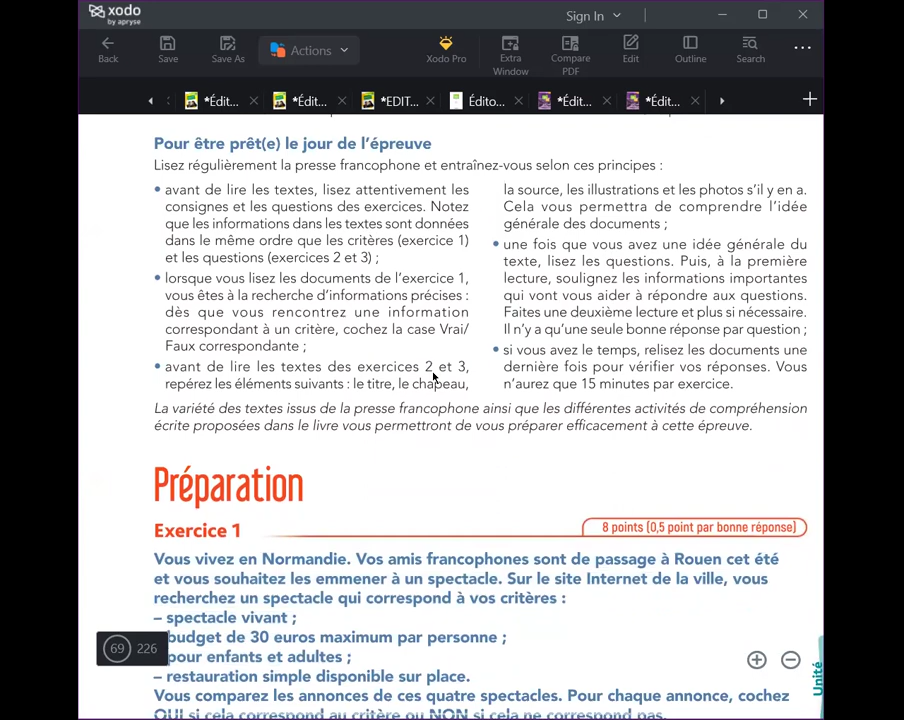 xodo
by apryse
Sign In
Back
Save
Save As
Actions
Xodo Pro
Extra
Window
Compare
PDF
Edit
Outline
Search
*Édit...
*Édit...
*EDIT...
Édito...
*Édit...
*Édit...
Pour être prêt(e) le jour de l'épreuve
Lisez régulièrement la presse francophone et entraînez-vous selon ces principes :
• avant de lire les textes, lisez attentivement les
consignes et les questions des exercices. Notez
que les informations dans les textes sont données
dans le même ordre que les critères (exercice 1)
et les questions (exercices 2 et 3) ;
• lorsque vous lisez les documents de l'exercice 1,
vous êtes à la recherche d'informations précises :
dès que vous rencontrez une information
correspondant à un critère, cochez la case Vrai/
Faux correspondante ;
• avant de lire les textes des exercices 2 et 3,
repérez les éléments suivants : le titre, le chapeau,
la source, les illustrations et les photos s'il y en a.
Cela vous permettra de comprendre l'idée
générale des documents ;
• une fois que vous avez une idée générale du
texte, lisez les questions. Puis, à la première
lecture, soulignez les informations importantes
qui vont vous aider à répondre aux questions.
Faites une deuxième lecture et plus si nécessaire.
Il n'y a qu'une seule bonne réponse par question ;
• si vous avez le temps, relisez les documents une
dernière fois pour vérifier vos réponses. Vous
n'aurez que 15 minutes par exercice.
La variété des textes issus de la presse francophone ainsi que les différentes activités de compréhension
écrite proposées dans le livre vous permettront de vous préparer efficacement à cette épreuve.
Préparation
Exercice 1
8 points (0,5 point par bonne réponse)
Vous vivez en Normandie. Vos amis francophones sont de passage à Rouen cet été
et vous souhaitez les emmener à un spectacle. Sur le site Internet de la ville, vous
recherchez un spectacle qui correspond à vos critères :
– spectacle vivant ;
budget de 30 euros maximum par personne ;
pour enfants et adultes ;
– restauration simple disponible sur place.
Vous comparez les annonces de ces quatre spectacles. Pour chaque annonce, cochez
OUI si cela correspond au critère ou NON si cela ne correspond pas.
69 226
Unité